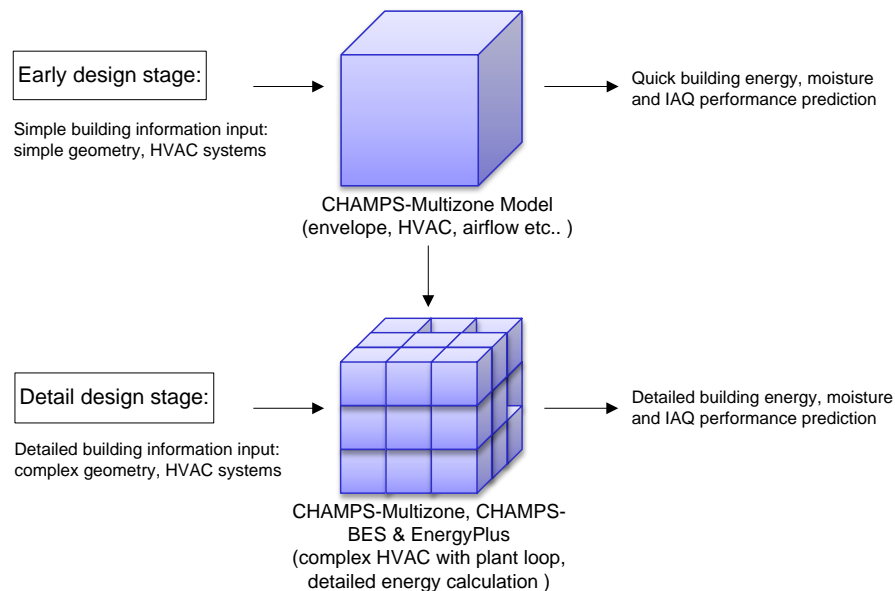 Early design stage:
Simple building information input:
simple geometry, HVAC systems
Quick building energy, moisture
and IAQ performance prediction
CHAMPS-Multizone Model
(envelope, HVAC, airflow etc.. )
Detail design stage:
Detailed building information input:
complex geometry, HVAC systems
Detailed building energy, moisture
and IAQ performance prediction
CHAMPS-Multizone, CHAMPS-
BES & EnergyPlus
(complex HVAC with plant loop,
detailed energy calculation )